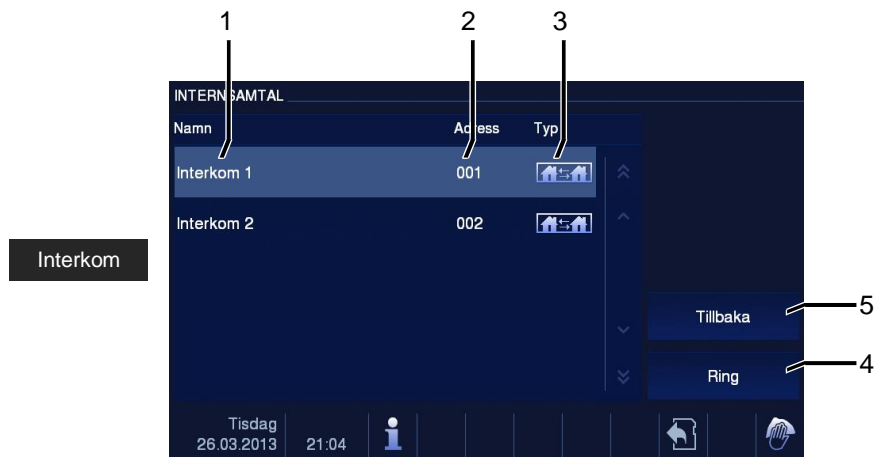 1 2 3
INTERNSAMTAL
Namn Adress Typ
Interkom 1 001
Interkom 2 002
Interkom
Tillbaka 5
Ring 4
Tisdag
26.03.2013 21:04